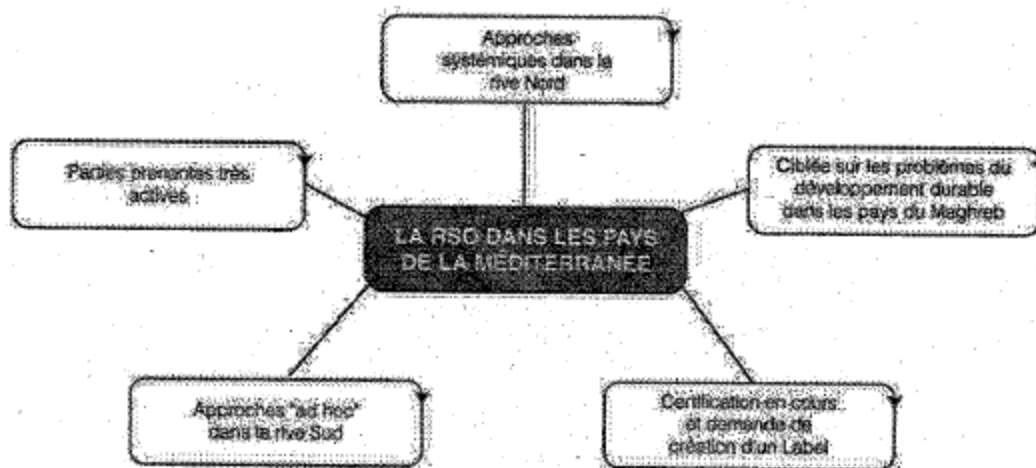 Approches
systémiques dans la
rive Nord
Parties prenantes très
actives
Ciblée sur les problèmes du
développement durable
dans les pays du Maghreb
LA RSO DANS LES PAYS
DE LA MÉDITERRANÉE
Approches "ad hoc"
dans la rive Sud
Certification en cours
et demande de
création d'un Label